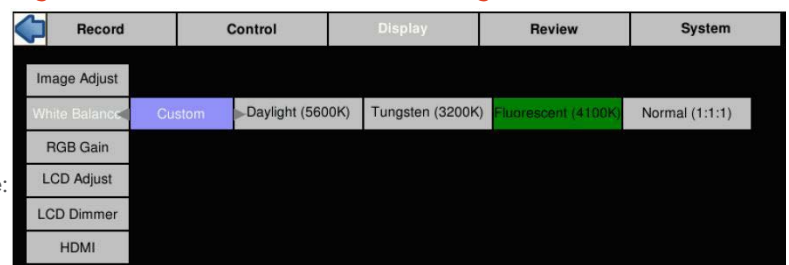 Record Control Display Review System
Image Adjust
White Balance Custom Daylight (5600K) Tungsten (3200K) Fluorescent (4100K) Normal (1:1:1)
RGB Gain
LCD Adjust
LCD Dimmer
HDMI